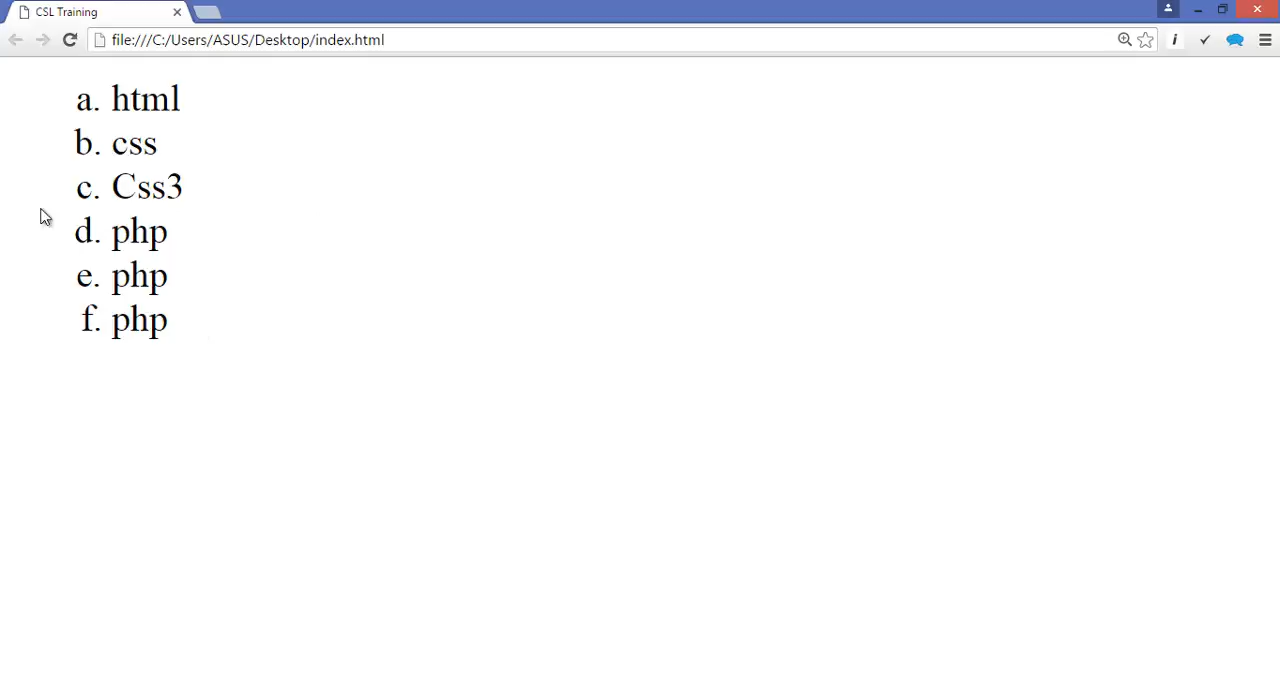 CSL Training
file:///C:/Users/ASUS/Desktop/index.html
a. html
b. css
c. Css3
d. php
e. php
f. php